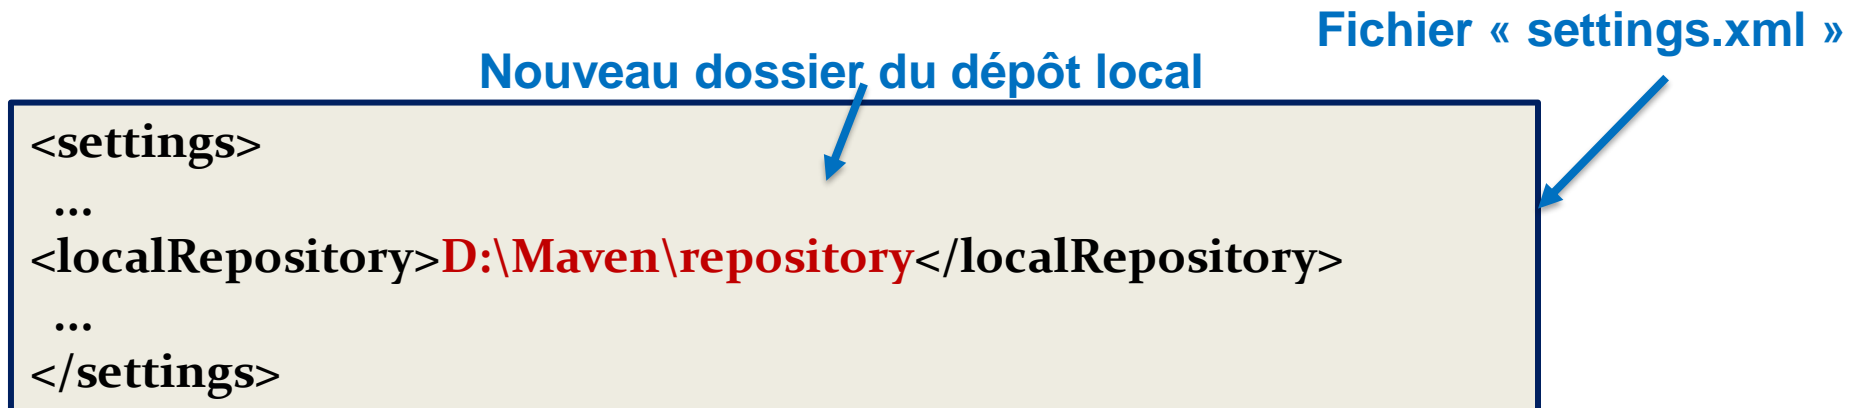 Fichier « settings.xml »
Nouveau dossier du dépôt local
<settings>
...
<localRepository>D:\Maven\repository</localRepository>
...
</settings>